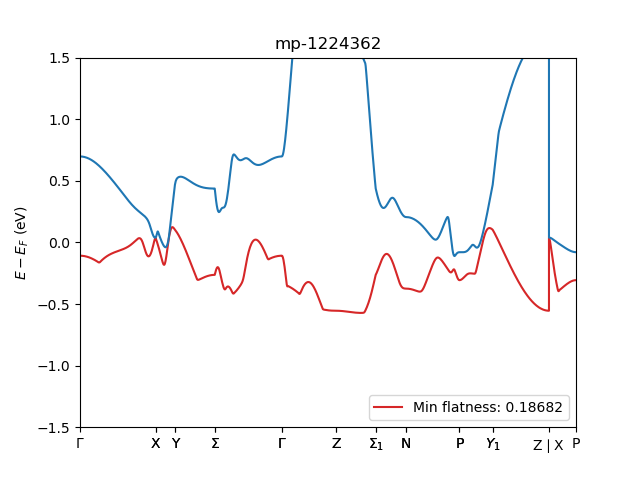 mp-1224362
E − E_F (eV)
1.5
1.0
0.5
0.0
−0.5
−1.0
−1.5
Min flatness: 0.18682
Γ X Y Σ Γ Z Σ₁ N P Y₁ Z | X P